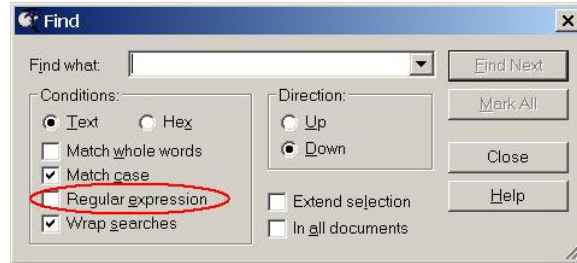 Find
Find what:
Find Next
Conditions:
Direction:
Mark All
Text
Hex
Up
Match whole words
Down
Close
Match case
Regular expression
Extend selection
Help
Wrap searches
In all documents